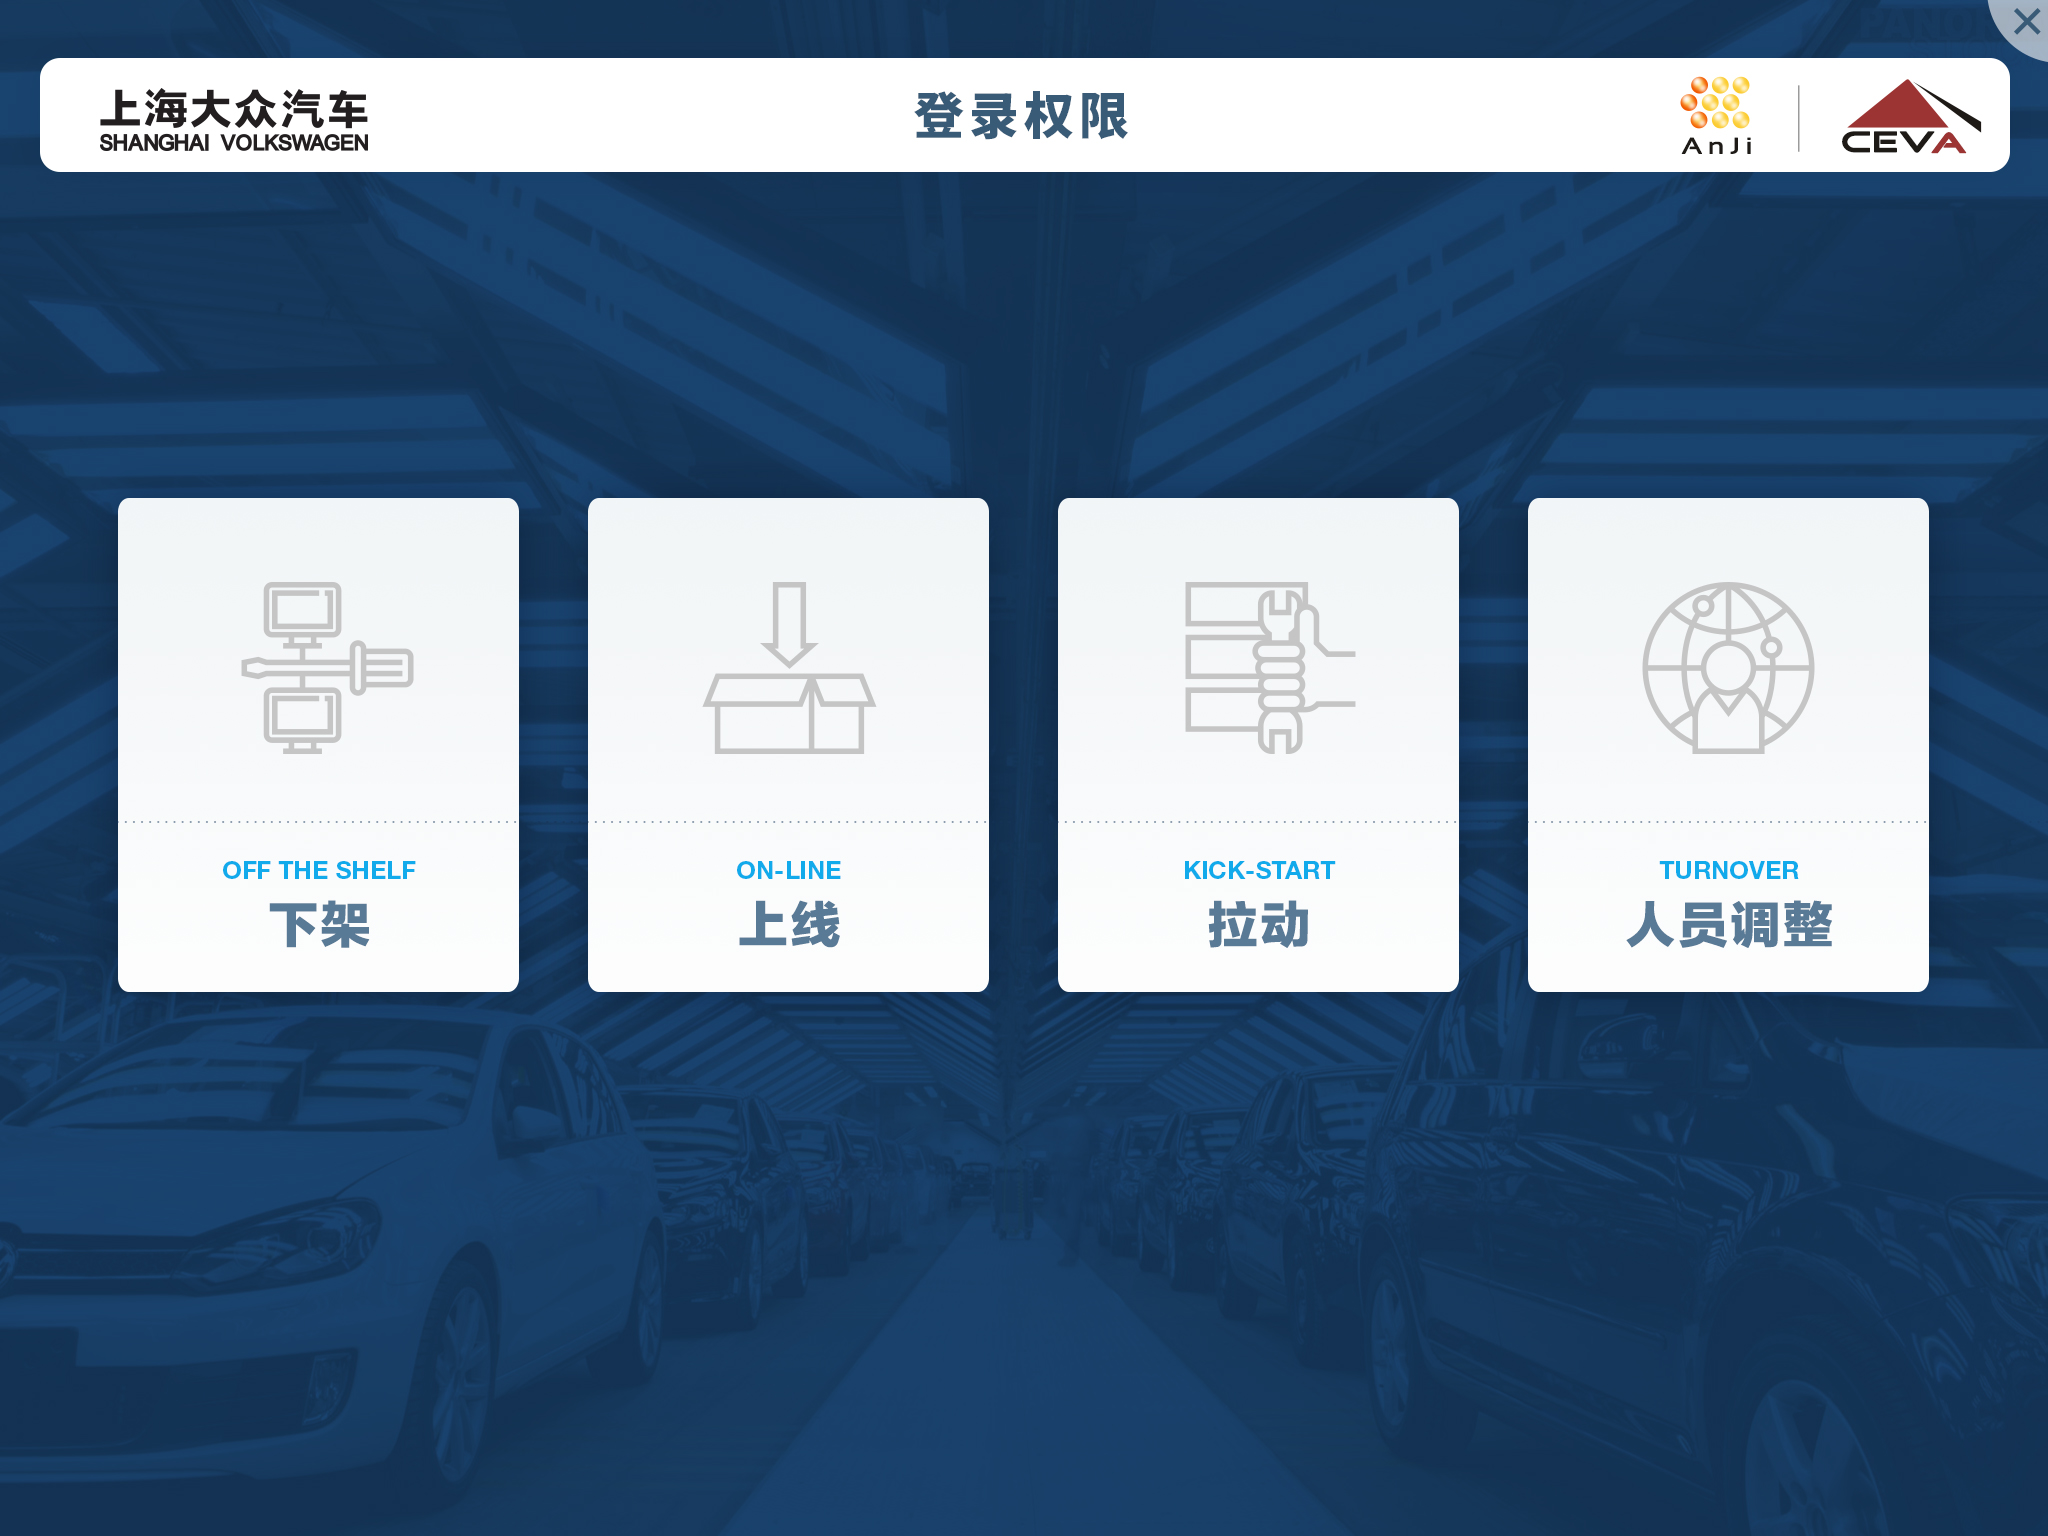 上海大众汽车
SHANGHAI VOLKSWAGEN
登录权限
AnJi
CEVA
OFF THE SHELF
下架
ON-LINE
上线
KICK-START
拉动
TURNOVER
人员调整